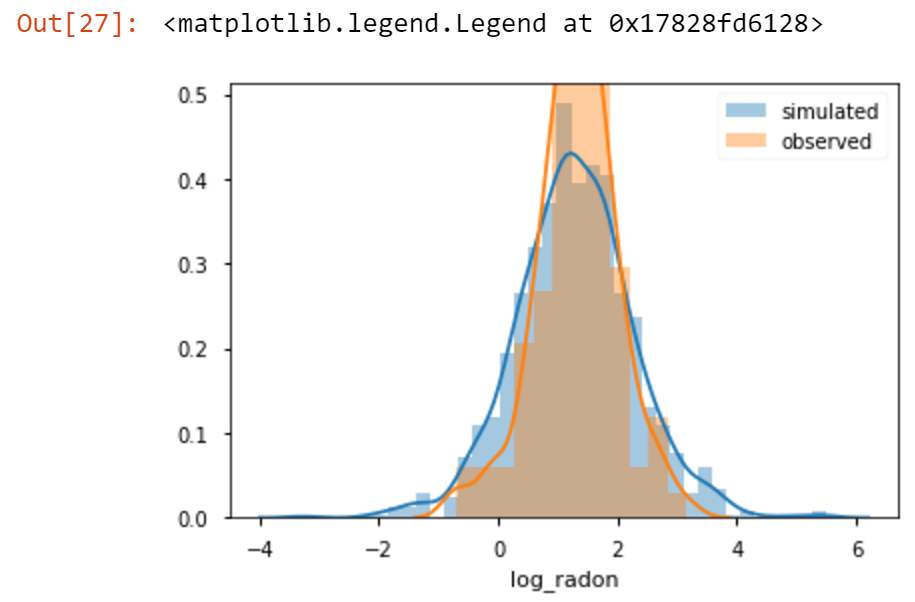 Out[27]: <matplotlib.legend.Legend at 0x17828fd6128>
simulated
observed
0.5
0.4
0.3
0.2
0.1
0.0
−4 −2 0 2 4 6
log_radon